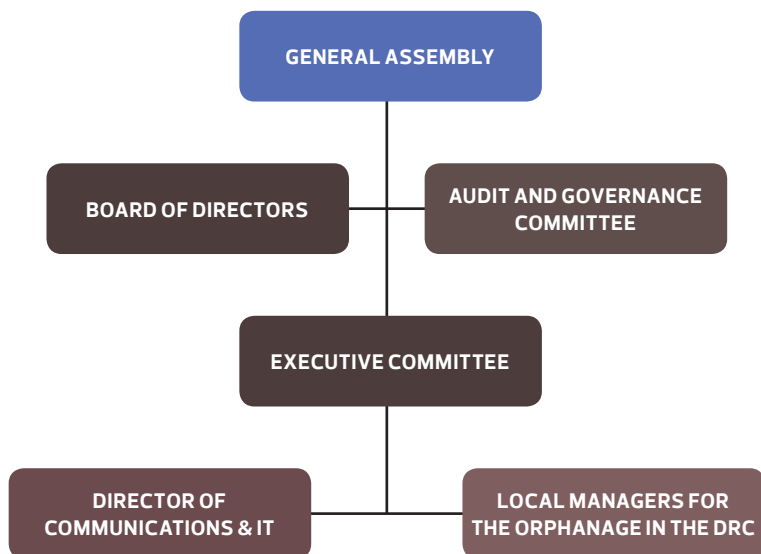 GENERAL ASSEMBLY
BOARD OF DIRECTORS
AUDIT AND GOVERNANCE
COMMITTEE
EXECUTIVE COMMITTEE
DIRECTOR OF
COMMUNICATIONS & IT
LOCAL MANAGERS FOR
THE ORPHANAGE IN THE DRC